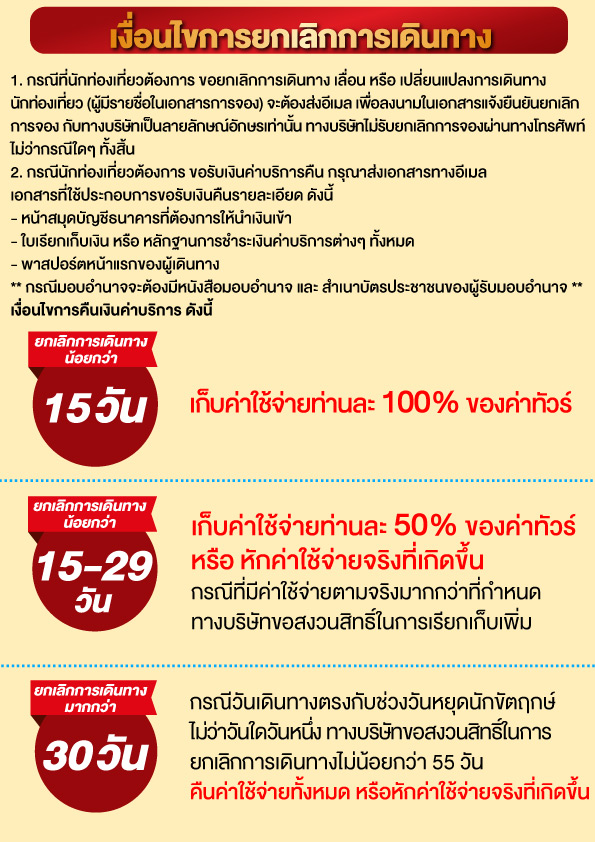 เงื่อนไขการยกเลิกการเดินทาง
1. กรณีที่นักท่องเที่ยวต้องการ ขอยกเลิกการเดินทาง เลื่อน หรือ เปลี่ยนแปลงการเดินทาง
นักท่องเที่ยว (ผู้มีรายชื่อในเอกสารการจอง) จะต้องส่งอีเมล เพื่อลงนามในเอกสารแจ้งยืนยันยกเลิก
การจอง กับทางบริษัทเป็นลายลักษณ์อักษรเท่านั้น ทางบริษัทไม่รับยกเลิกการจองผ่านทางโทรศัพท์
ไม่ว่ากรณีใดๆ ทั้งสิ้น
2. กรณีนักท่องเที่ยวต้องการ ขอรับเงินค่าบริการคืน กรุณาส่งเอกสารทางอีเมล
เอกสารที่ใช้ประกอบการขอรับเงินคืนรายละเอียด ดังนี้
- หน้าสมุดบัญชีธนาคารที่ต้องการให้นำเงินเข้า
- ใบเรียกเก็บเงิน หรือ หลักฐานการชำระเงินค่าบริการต่างๆ ทั้งหมด
- พาสปอร์ตหน้าแรกของผู้เดินทาง
** กรณีมอบอำนาจจะต้องมีหนังสือมอบอำนาจ และ สำเนาบัตรประชาชนของผู้รับมอบอำนาจ **
เงื่อนไขการคืนเงินค่าบริการ ดังนี้
ยกเลิกการเดินทาง
น้อยกว่า
15 วัน
เก็บค่าใช้จ่ายท่านละ 100% ของค่าทัวร์
ยกเลิกการเดินทาง
น้อยกว่า
15-29
วัน
เก็บค่าใช้จ่ายท่านละ 50% ของค่าทัวร์
หรือ หักค่าใช้จ่ายจริงที่เกิดขึ้น
กรณีที่มีค่าใช้จ่ายตามจริงมากกว่าที่กำหนด
ทางบริษัทขอสงวนสิทธิ์ในการเรียกเก็บเพิ่ม
ยกเลิกการเดินทาง
มากกว่า
30 วัน
กรณีวันเดินทางตรงกับช่วงวันหยุดนักขัตฤกษ์
ไม่ว่าวันใดวันหนึ่ง ทางบริษัทขอสงวนสิทธิ์ในการ
ยกเลิกการเดินทางไม่น้อยกว่า 55 วัน
คืนค่าใช้จ่ายทั้งหมด หรือหักค่าใช้จ่ายจริงที่เกิดขึ้น